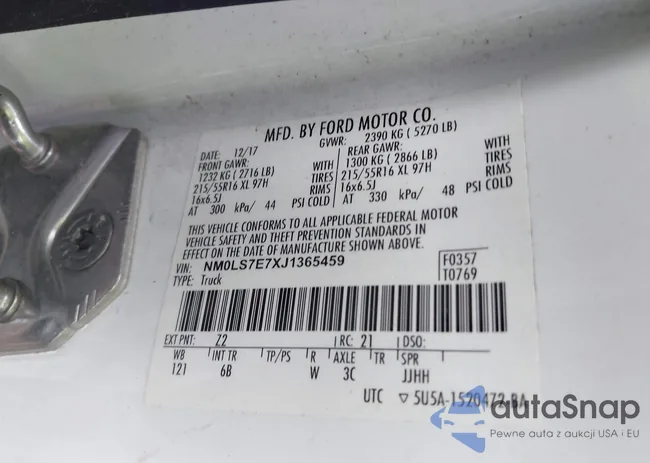 MFD. BY FORD MOTOR CO.
DATE: 12/17 GVWR: 2390 KG ( 5270 LB)
FRONT GAWR: REAR GAWR:
1232 KG ( 2716 LB) WITH 1300 KG ( 2866 LB) WITH
215/55R16 XL 97H TIRES 215/55R16 XL 97H TIRES
16x6.5J RIMS 16x6.5J RIMS
AT 300 kPa/ 44 PSI COLD AT 330 kPa/ 48 PSI COLD
THIS VEHICLE CONFORMS TO ALL APPLICABLE FEDERAL MOTOR
VEHICLE SAFETY AND THEFT PREVENTION STANDARDS IN
EFFECT ON THE DATE OF MANUFACTURE SHOWN ABOVE.
VIN: NM0LS7E7XJ1365459 F0357
TYPE: Truck T0769
EXT PNT: Z2 RC: 21 DSO:
WB INT TR TP/PS R AXLE TR SPR
121 6B W 3C JJHH
UTC ▽ 5U5A-1520472-BA
autaSnap
Pewne auta z aukcji USA i EU